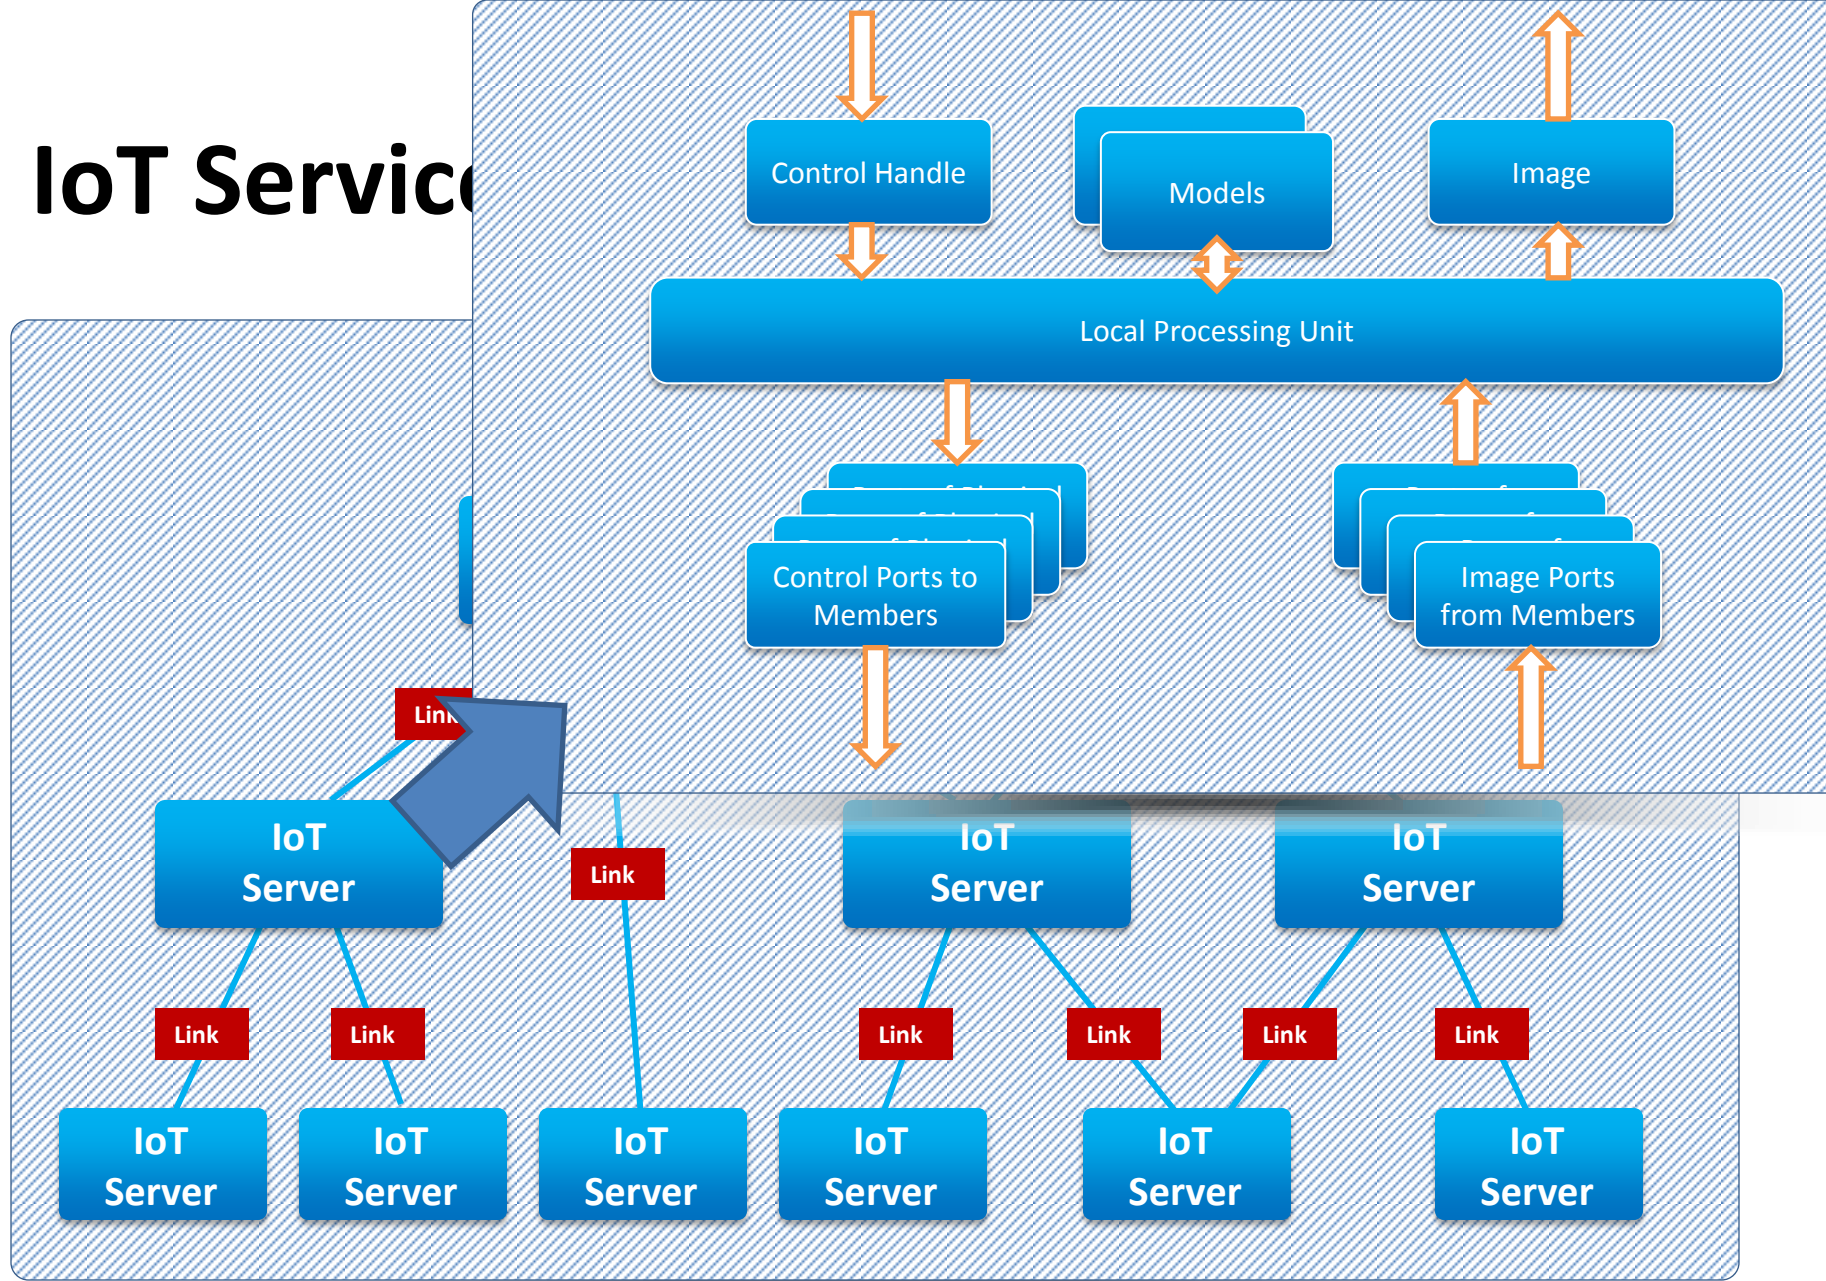 IoT Servic
Control Handle
Models
Image
Local Processing Unit
Control Ports to
Members
Image Ports
from Members
Link
IoT
Server
Link
IoT
Server
IoT
Server
Link
Link
Link
Link
Link
Link
IoT
Server
IoT
Server
IoT
Server
IoT
Server
IoT
Server
IoT
Server